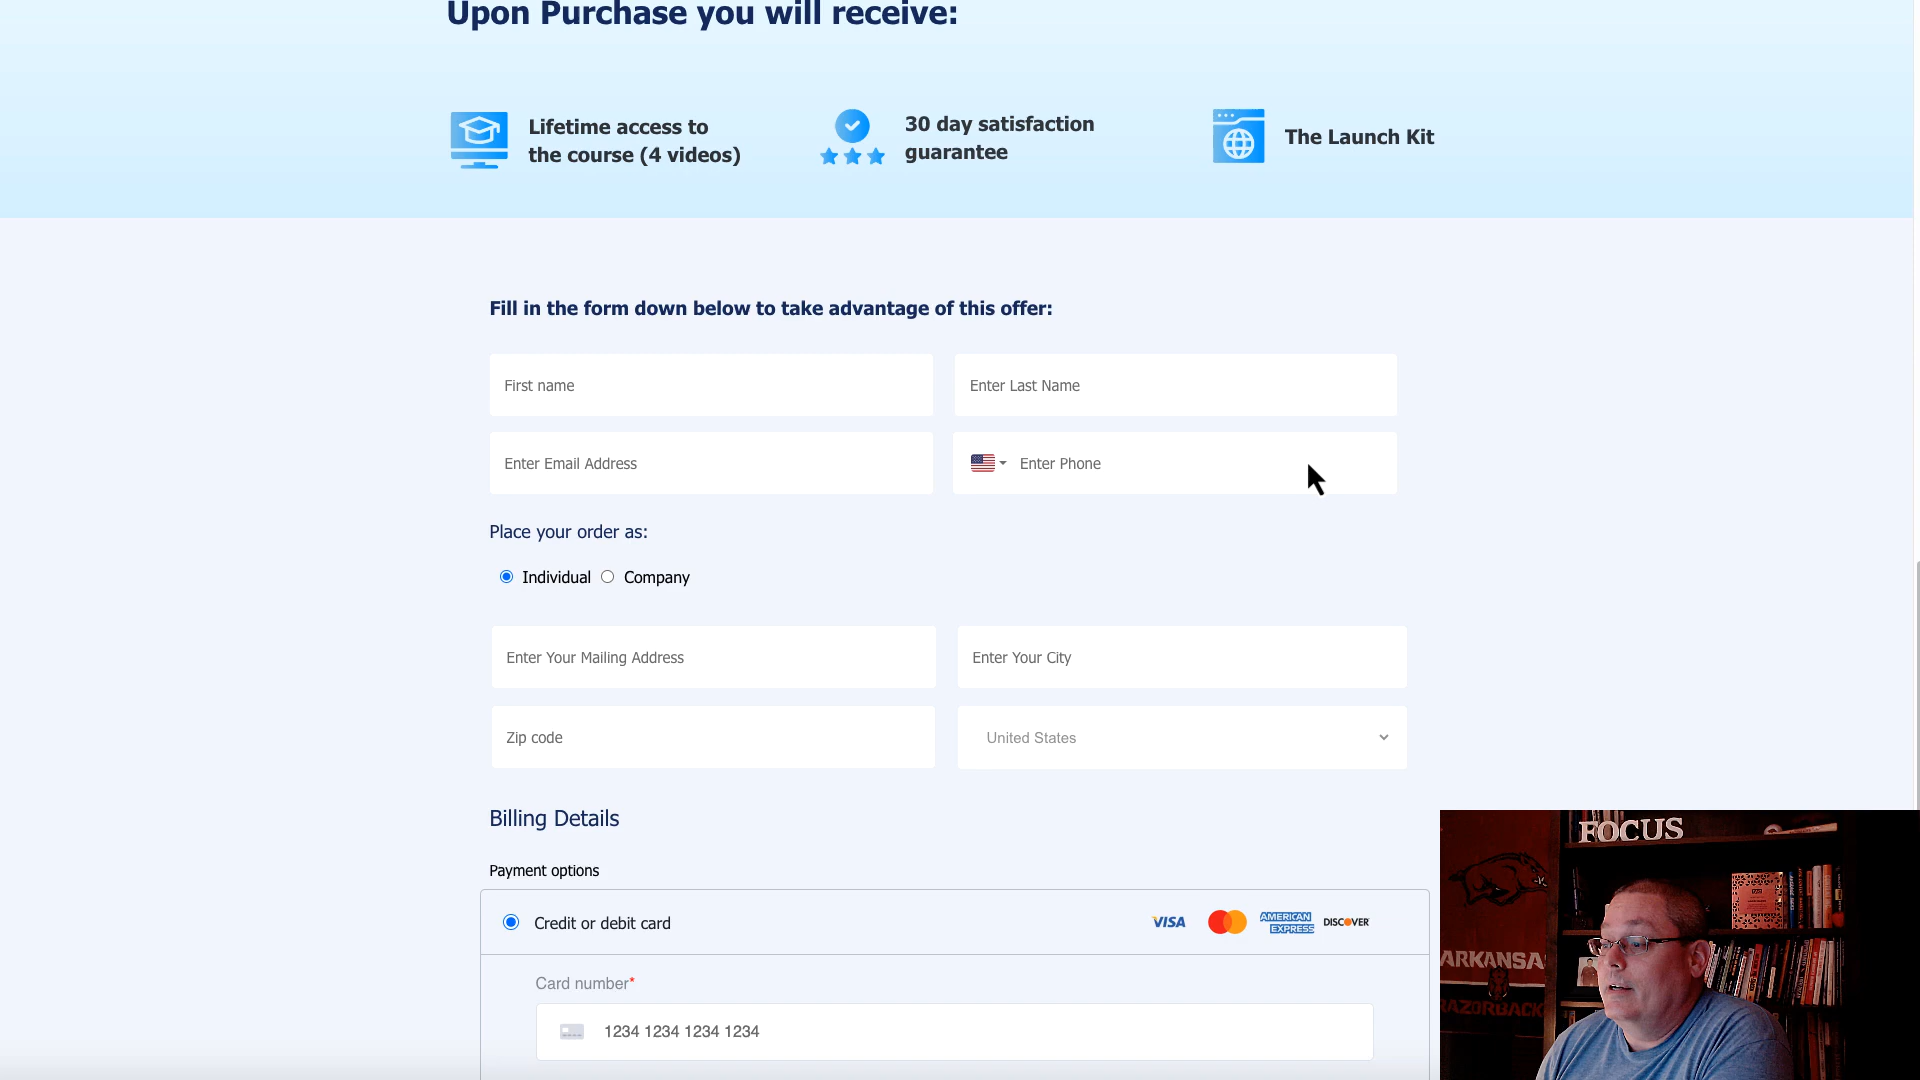 Upon Purchase you will receive:
Lifetime access to
the course (4 videos)
30 day satisfaction
guarantee
The Launch Kit
Fill in the form down below to take advantage of this offer:
First name
Enter Last Name
Enter Email Address
Enter Phone
Place your order as:
Individual
Company
Enter Your Mailing Address
Enter Your City
Zip code
United States
Billing Details
Payment options
Credit or debit card
VISA
AMERICAN
EXPRESS
DISCOVER
Card number*
1234 1234 1234 1234
FOCUS
ARKANSA
RAZORBACK